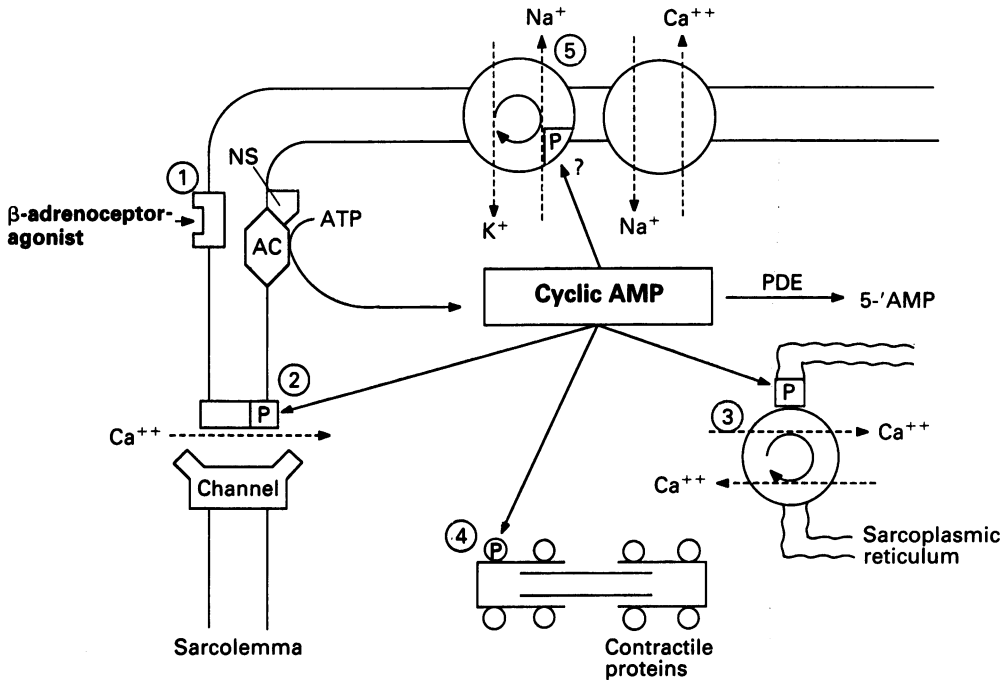 Na⁺
Ca⁺⁺
5
P
?
K⁺
Na⁺
NS
1
β-adrenoceptor-
agonist
AC
ATP
Cyclic AMP
PDE
5-'AMP
2
P
Ca⁺⁺
Channel
P
3
Ca⁺⁺
Ca⁺⁺
Sarcoplasmic
reticulum
4
P
Contractile
proteins
Sarcolemma